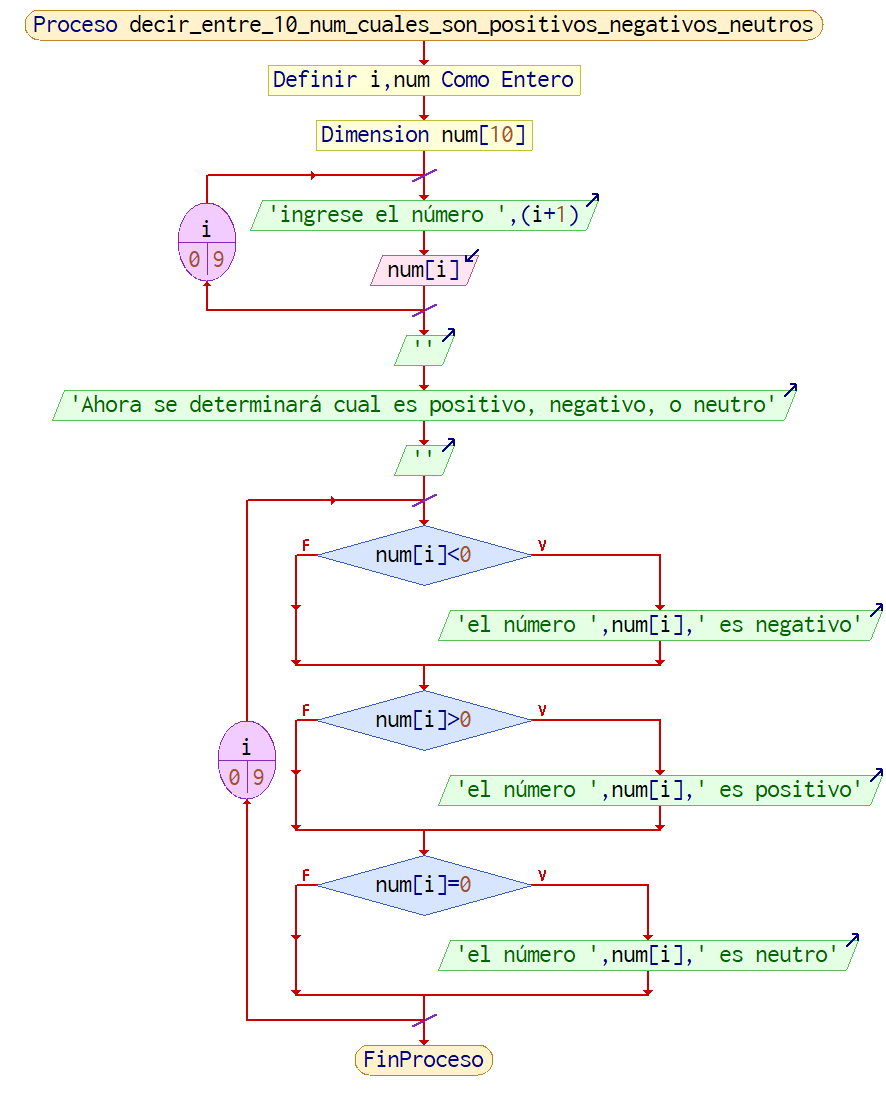 Proceso decir_entre_10_num_cuales_son_positivos_negativos_neutros
Definir i,num Como Entero
Dimension num[10]
'ingrese el número ',(i+1)
i
0 9
num[i]
''
'Ahora se determinará cual es positivo, negativo, o neutro'
''
F
num[i]<0
V
'el número ',num[i],' es negativo'
F
num[i]>0
V
i
0 9
'el número ',num[i],' es positivo'
F
num[i]=0
V
'el número ',num[i],' es neutro'
FinProceso